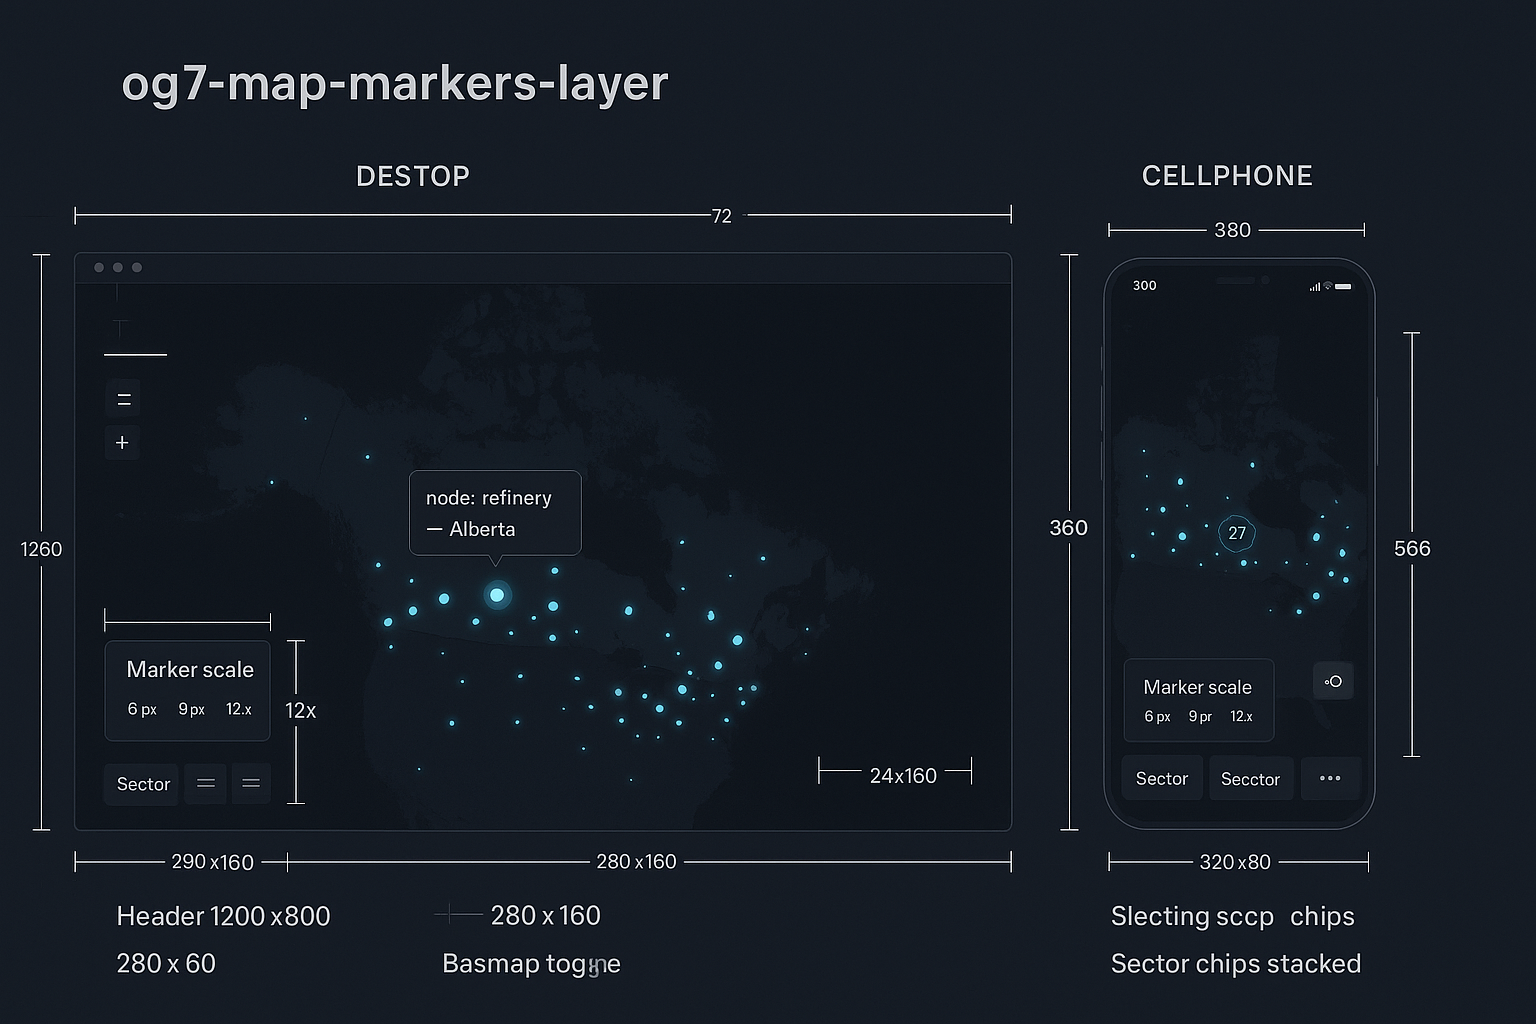 og7-map-markers-layer
DESTOP
CELLPHONE
72
380
300
node: refinery
— Alberta
27
1260
360
566
Marker scale
6 px 9 px 12.x
12x
Sector
24x160
Marker scale
6 px 9 pr 12.x
Sector Secctor
290 x160
280 x160
320 x80
Header 1200 x800
280 x 160
Slecting sccp chips
280 x 60
Basmap
Sector chips stacked